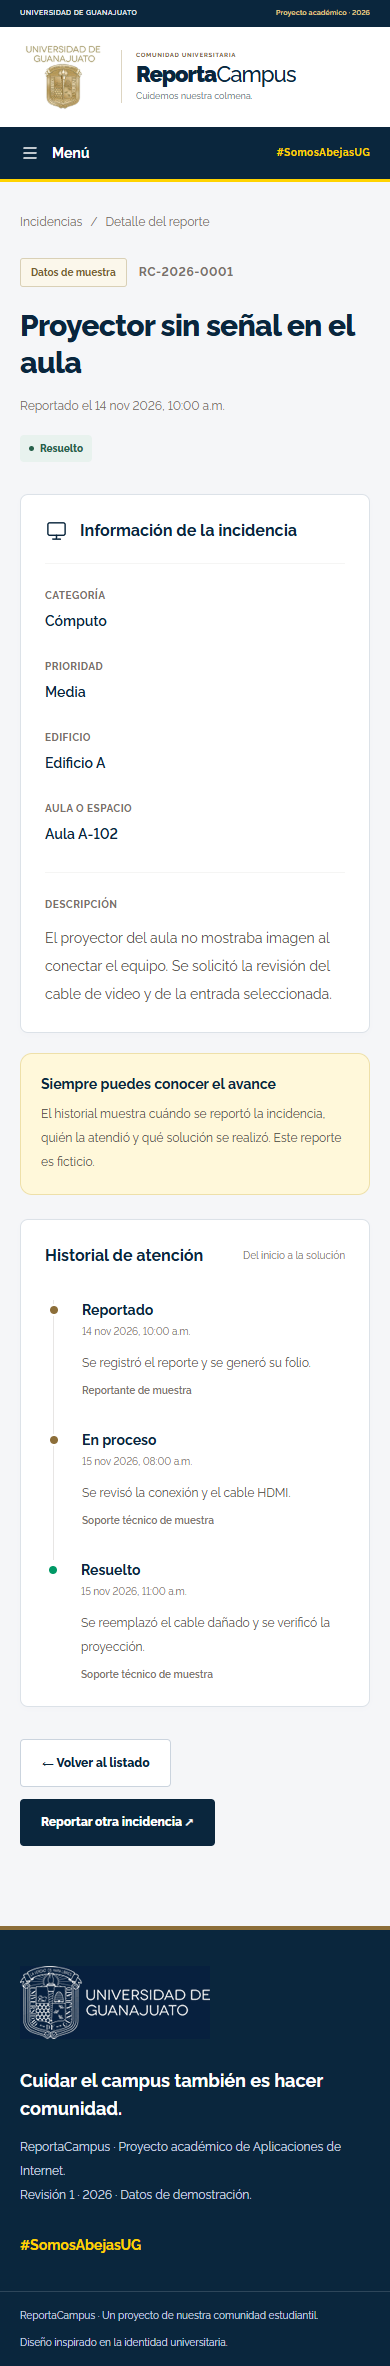 UNIVERSIDAD DE GUANAJUATO
Proyecto académico · 2026
UNIVERSIDAD DE
GUANAJUATO
COMUNIDAD UNIVERSITARIA
ReportaCampus
Cuidemos nuestra colmena.
Menú
#SomosAbejasUG
Incidencias / Detalle del reporte
Datos de muestra
RC-2026-0001
Proyector sin señal en el
aula
Reportado el 14 nov 2026, 10:00 a.m.
Resuelto
Información de la incidencia
CATEGORÍA
Cómputo
PRIORIDAD
Media
EDIFICIO
Edificio A
AULA O ESPACIO
Aula A-102
DESCRIPCIÓN
El proyector del aula no mostraba imagen al
conectar el equipo. Se solicitó la revisión del
cable de video y de la entrada seleccionada.
Siempre puedes conocer el avance
El historial muestra cuándo se reportó la incidencia,
quién la atendió y qué solución se realizó. Este reporte
es ficticio.
Historial de atención
Del inicio a la solución
Reportado
14 nov 2026, 10:00 a.m.
Se registró el reporte y se generó su folio.
Reportante de muestra
En proceso
15 nov 2026, 08:00 a.m.
Se revisó la conexión y el cable HDMI.
Soporte técnico de muestra
Resuelto
15 nov 2026, 11:00 a.m.
Se reemplazó el cable dañado y se verificó la
proyección.
Soporte técnico de muestra
← Volver al listado
Reportar otra incidencia ↗
UNIVERSIDAD DE
GUANAJUATO
Cuidar el campus también es hacer
comunidad.
ReportaCampus · Proyecto académico de Aplicaciones de
Internet.
Revisión 1 · 2026 · Datos de demostración.
#SomosAbejasUG
ReportaCampus · Un proyecto de nuestra comunidad estudiantil.
Diseño inspirado en la identidad universitaria.